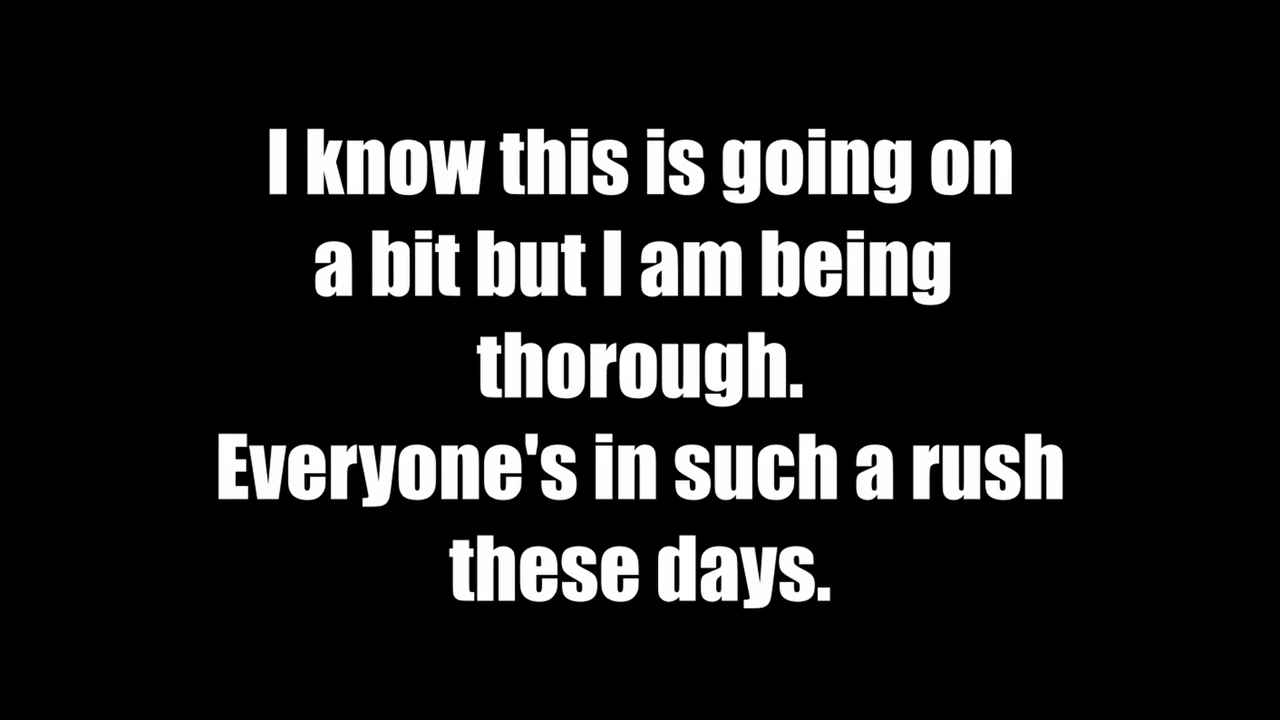 I know this is going on
a bit but I am being
thorough.
Everyone's in such a rush
these days.